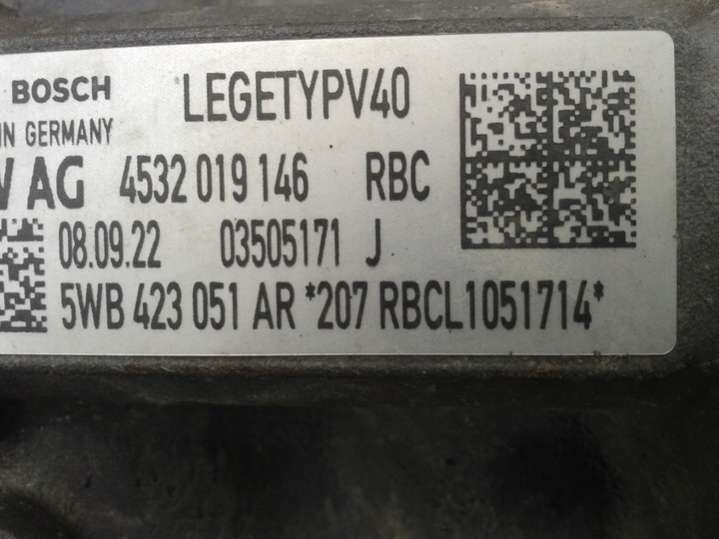 BOSCH LEGETYPV40
IN GERMANY
W AG 4532 019 146 RBC
08.09.22 03505171 J
5WB 423 051 AR *207 RBCL1051714*